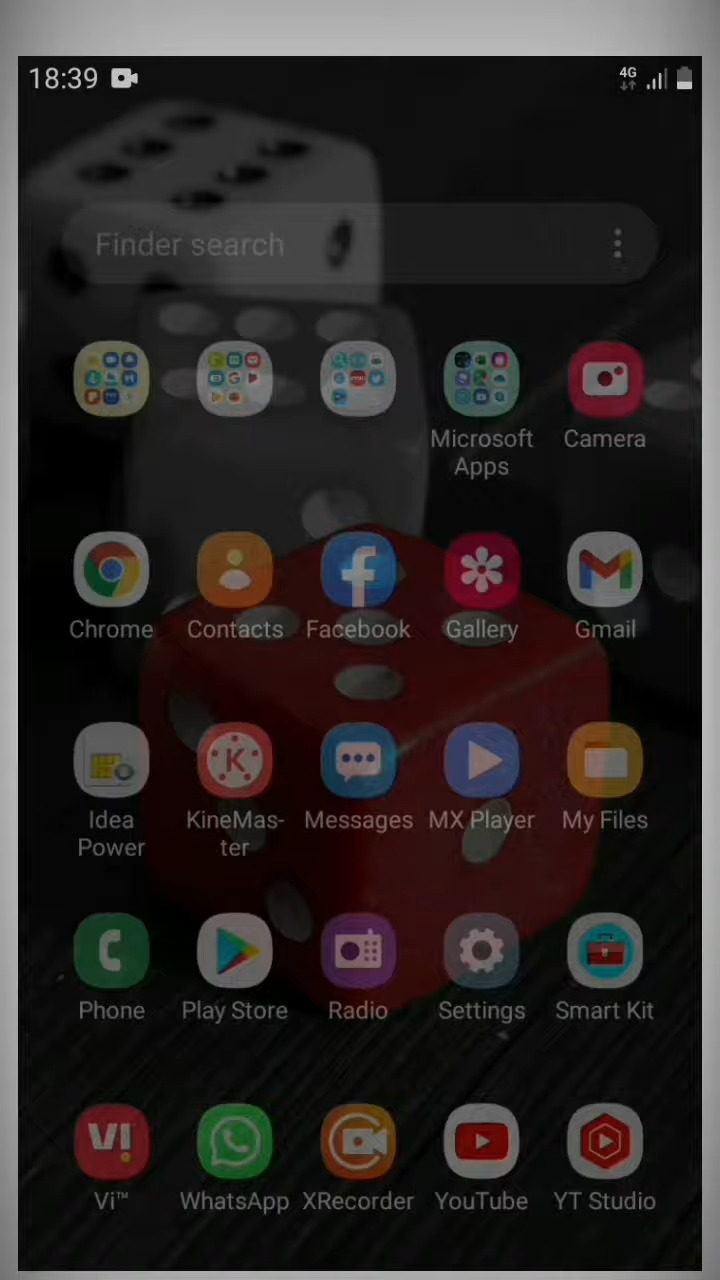 18:39
4G
Finder search
Microsoft
Apps
Camera
Chrome
Contacts
Facebook
Gallery
Gmail
Idea
Power
KineMas-
ter
Messages
MX Player
My Files
Phone
Play Store
Radio
Settings
Smart Kit
Vi™
WhatsApp
XRecorder
YouTube
YT Studio